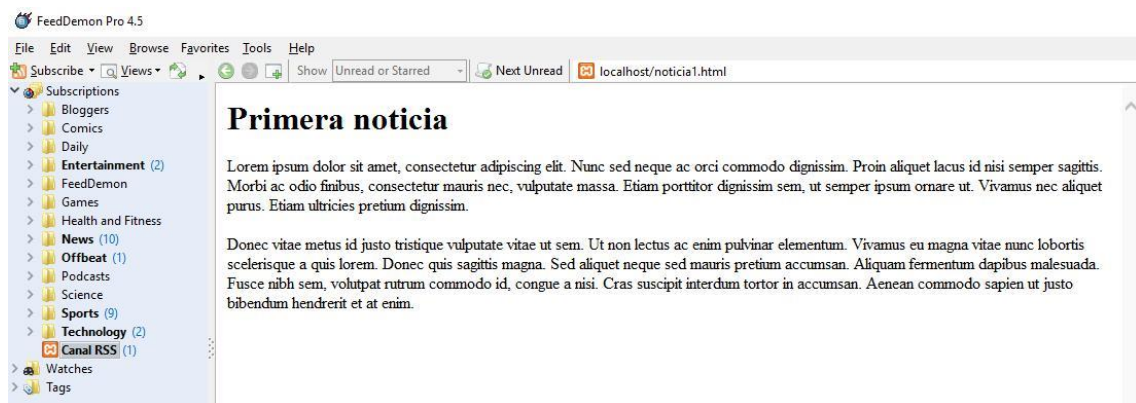 FeedDemon Pro 4.5
File Edit View Browse Favorites Tools Help
Subscribe Views Show Unread or Starred Next Unread localhost/noticia1.html
Subscriptions
Bloggers
Comics
Daily
Entertainment (2)
FeedDemon
Games
Health and Fitness
News (10)
Offbeat (1)
Podcasts
Science
Sports (9)
Technology (2)
Canal RSS (1)
Watches
Tags
Primera noticia
Lorem ipsum dolor sit amet, consectetur adipiscing elit. Nunc sed neque ac orci commodo dignissim. Proin aliquet lacus id nisi semper sagittis.
Morbi ac odio finibus, consectetur mauris nec, vulputate massa. Etiam porttitor dignissim sem, ut semper ipsum ornare ut. Vivamus nec aliquet
purus. Etiam ultricies pretium dignissim.
Donec vitae metus id justo tristique vulputate vitae ut sem. Ut non lectus ac enim pulvinar elementum. Vivamus eu magna vitae nunc lobortis
scelerisque a quis lorem. Donec quis sagittis magna. Sed aliquet neque sed mauris pretium accumsan. Aliquam fermentum dapibus malesuada.
Fusce nibh sem, volutpat rutrum commodo id, congue a nisi. Cras suscipit interdum tortor in accumsan. Aenean commodo sapien ut justo
bibendum hendrerit et at enim.